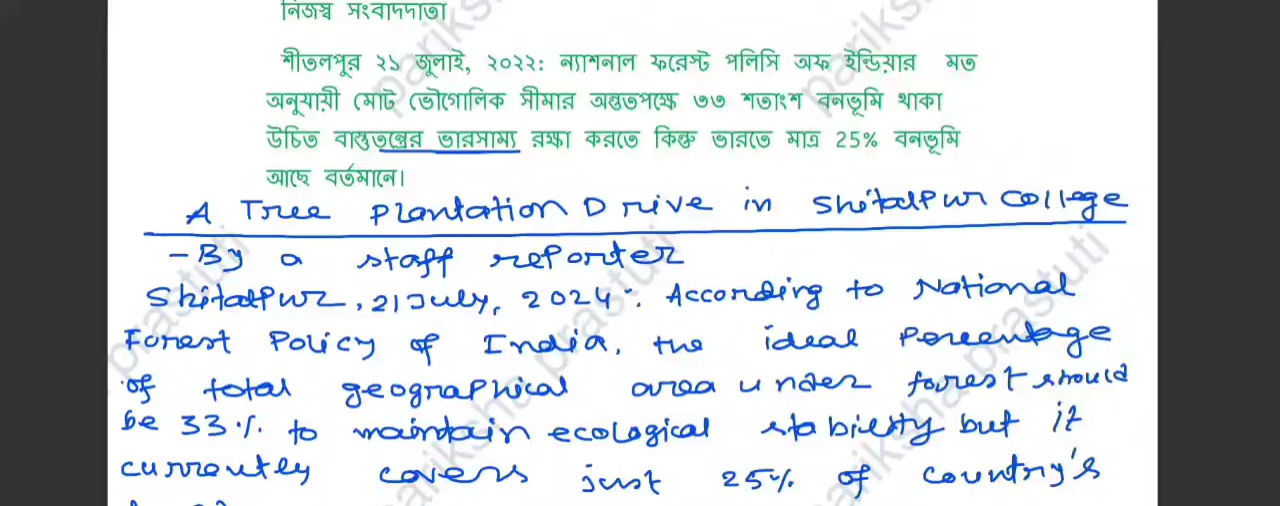 নিজস্ব সংবাদদাতা
শীতলপুর ২১ জুলাই, ২০২২: ন্যাশনাল ফরেস্ট পলিসি অফ ইন্ডিয়ার মত
অনুযায়ী মোট ভৌগোলিক সীমার অন্ততপক্ষে ৩৩ শতাংশ বনভূমি থাকা
উচিত বাস্তুতন্ত্রের ভারসাম্য রক্ষা করতে কিন্তু ভারতে মাত্র 25% বনভূমি
আছে বর্তমানে।
A Tree Plantation Drive in Shitalpur College
- By a staff reporter
Shitalpur, 21 July, 2024: According to National
Forest Policy of India, the ideal percentage
of total geographical area under forest should
be 33% to maintain ecological stability but it
currently covers just 25% of country's